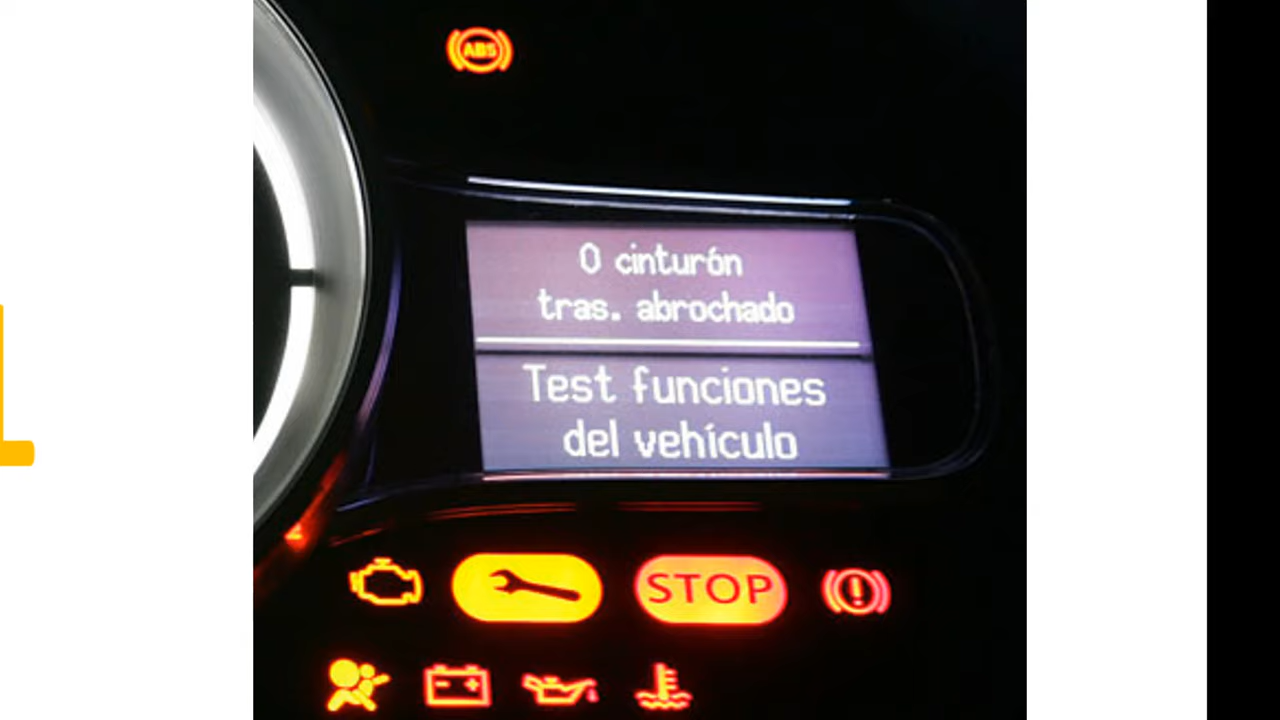 ABS
0 cinturón
tras. abrochado
Test funciones
del vehículo
STOP